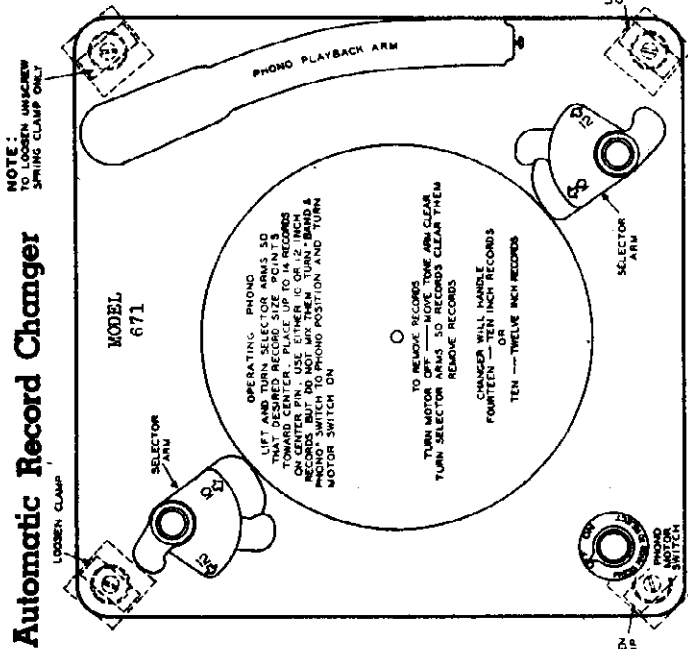 Automatic Record Changer
NOTE:
TO LOOSEN UNSCREW
SPRING CLAMP ONLY
LOOSEN CLAMP
MODEL
671
PHONO PLAYBACK ARM
SELECTOR
ARM
10
12
OPERATING PHONO
LIFT AND TURN SELECTOR ARMS SO
THAT DESIRED RECORD SIZE POINTS
TOWARD CENTER. PLACE UP TO 14 RECORDS
ON CENTER PIN. USE EITHER 10 OR 12 INCH
RECORDS BUT DO NOT MIX THEM TURN "BAND &
PHONO" SWITCH TO PHONO POSITION AND TURN
MOTOR SWITCH ON
TO REMOVE RECORDS
TURN MOTOR OFF — MOVE TONE ARM CLEAR
TURN SELECTOR ARMS SO RECORDS CLEAR THEM
REMOVE RECORDS
CHANGER WILL HANDLE
FOURTEEN — TEN INCH RECORDS
OR
TEN — TWELVE INCH RECORDS
10
12
SELECTOR
ARM
OFF ON REJECT
PHONO
MOTOR
SWITCH